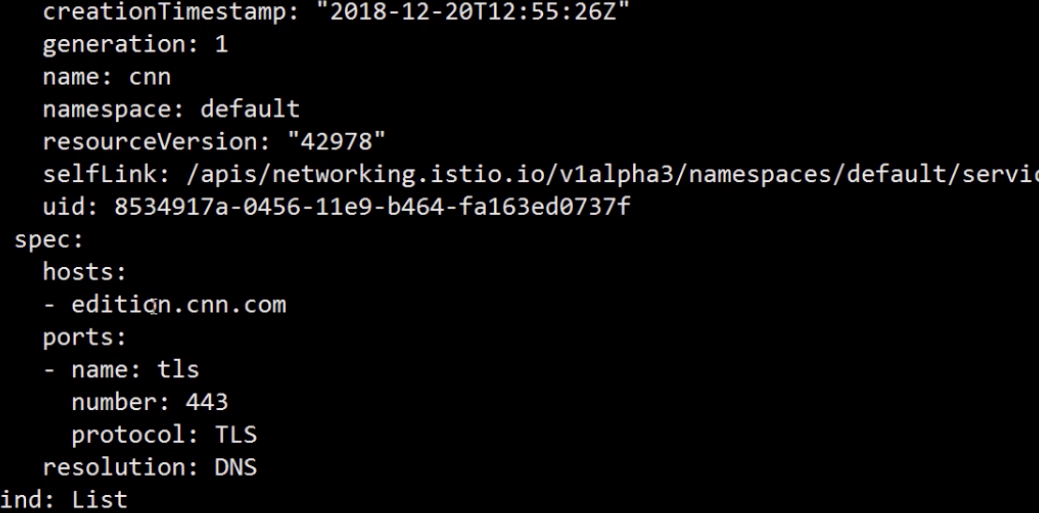 creationTimestamp: "2018-12-20T12:55:26Z"
generation: 1
name: cnn
namespace: default
resourceVersion: "42978"
selfLink: /apis/networking.istio.io/v1alpha3/namespaces/default/servic
uid: 8534917a-0456-11e9-b464-fa163ed0737f
spec:
hosts:
- edition.cnn.com
ports:
- name: tls
number: 443
protocol: TLS
resolution: DNS
ind: List